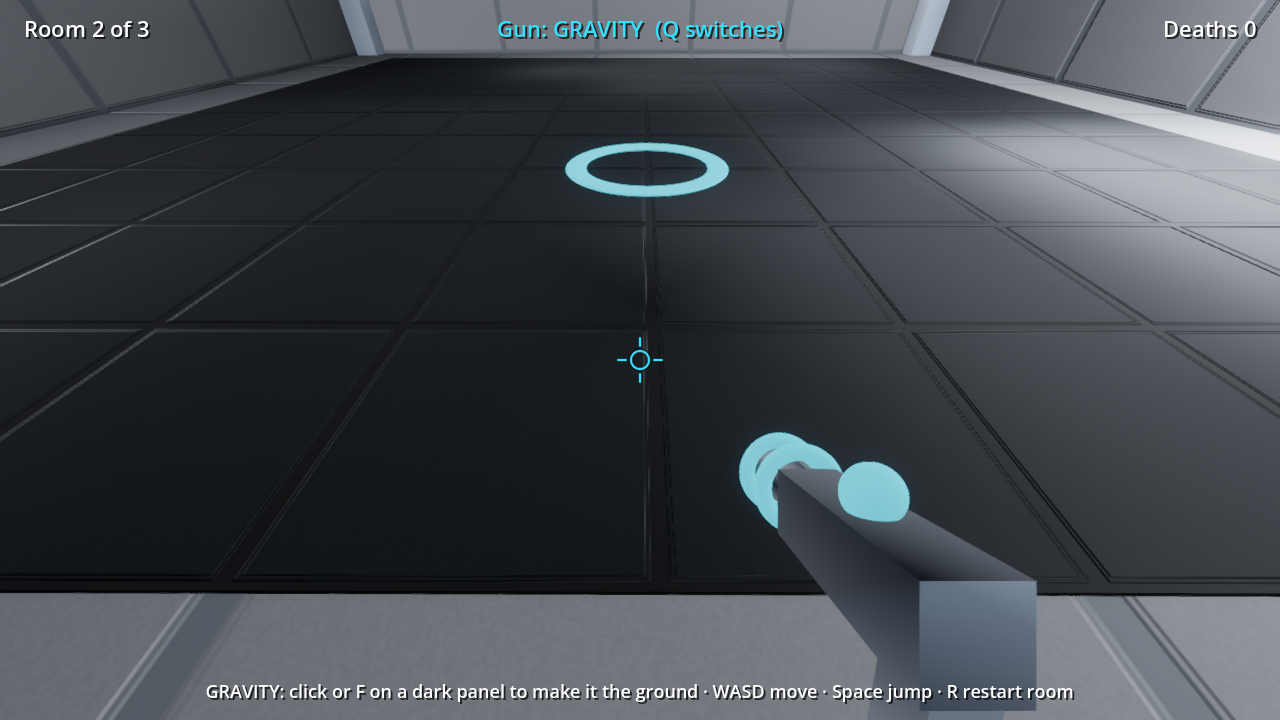 Room 2 of 3
Gun: GRAVITY (Q switches)
Deaths 0
GRAVITY: click or F on a dark panel to make it the ground · WASD move · Space jump · R restart room